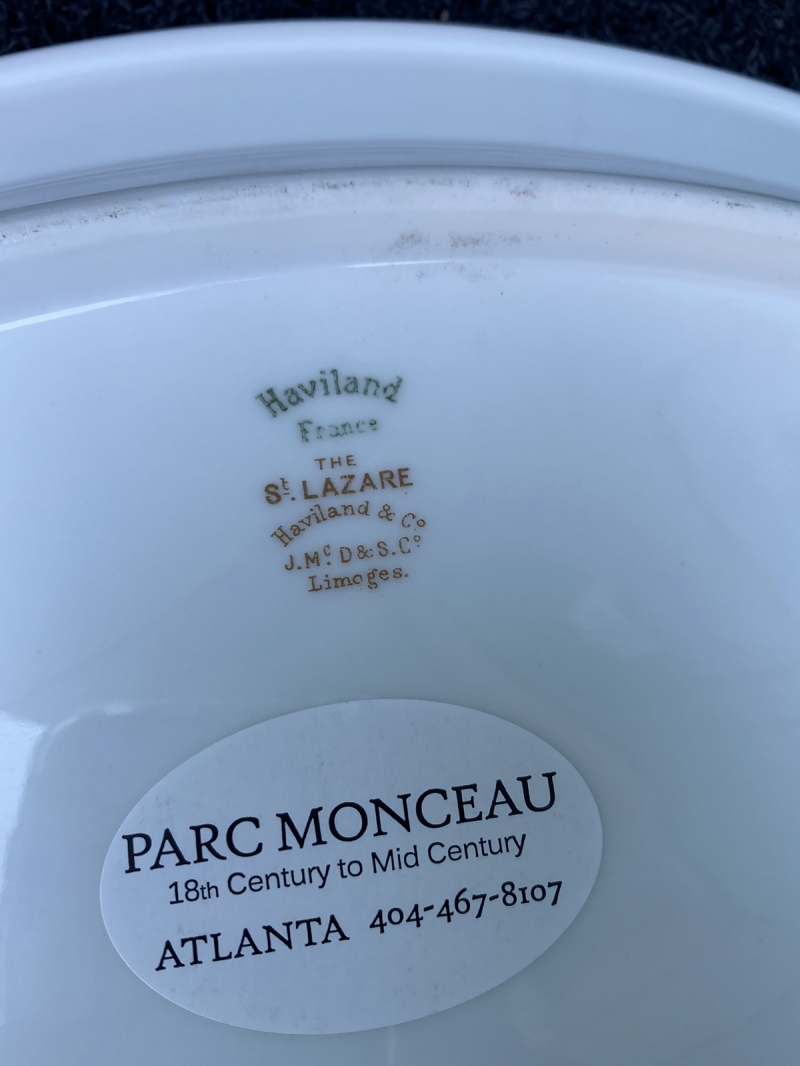 Haviland
France
THE
St. LAZARE
Haviland & Co
J. Mc. D & S. Co
Limoges.
PARC MONCEAU
18th Century to Mid Century
ATLANTA 404-467-8107